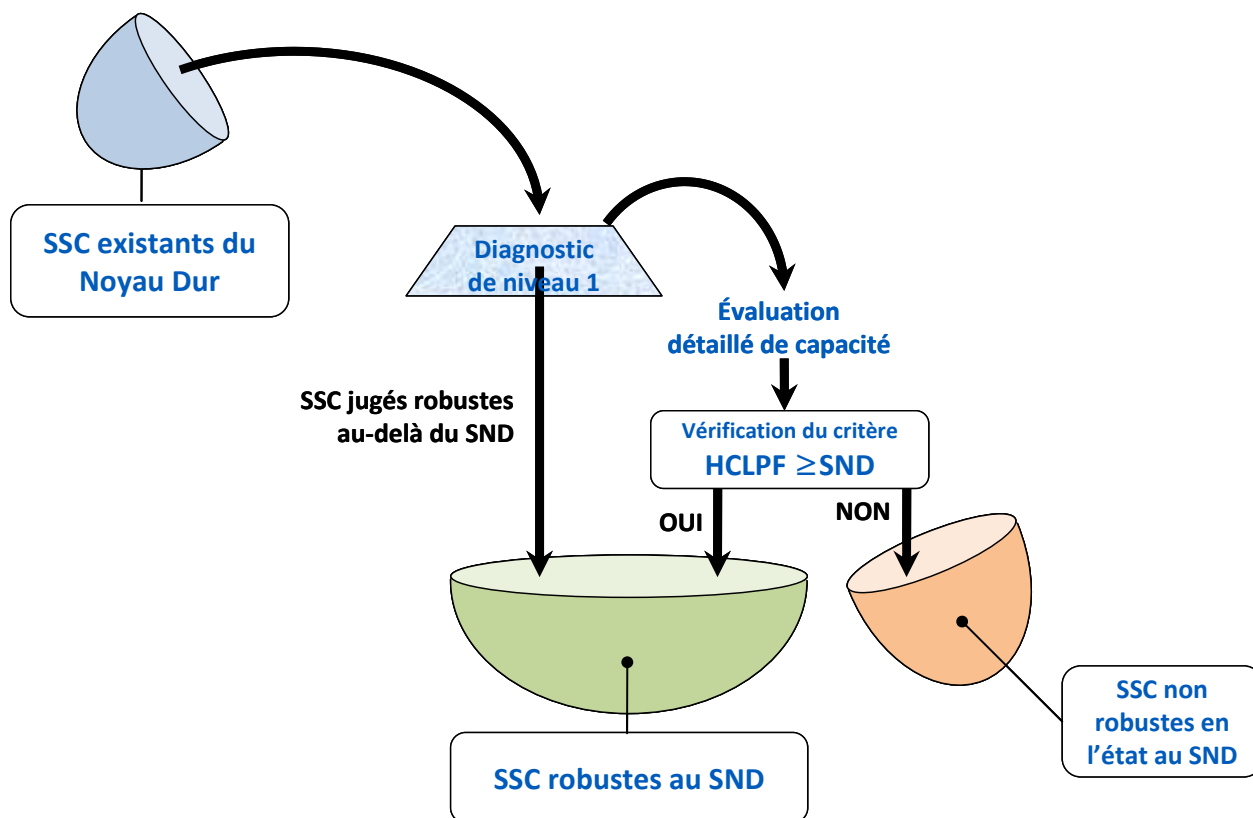 SSC existants du
Noyau Dur
Diagnostic
de niveau 1
Évaluation
détaillé de capacité
SSC jugés robustes
au-delà du SND
Vérification du critère
HCLPF ≥SND
OUI
NON
SSC non
robustes en
l’état au SND
SSC robustes au SND